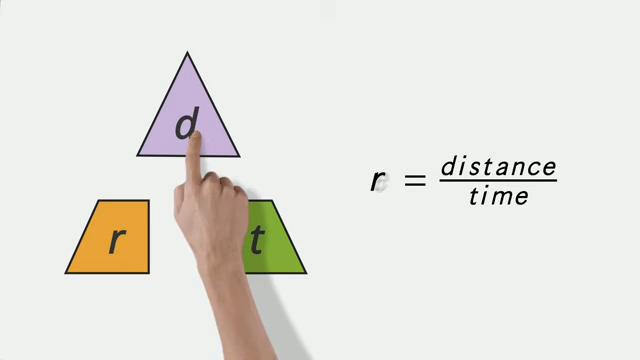 d
r
t
r = distance
time